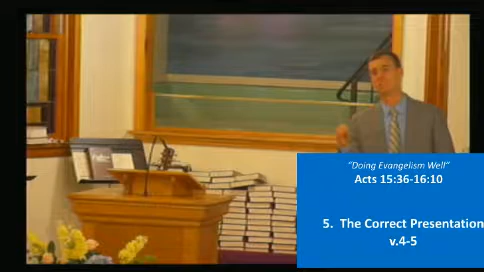 "Doing Evangelism Well"
Acts 15:36-16:10
5. The Correct Presentation
v.4-5